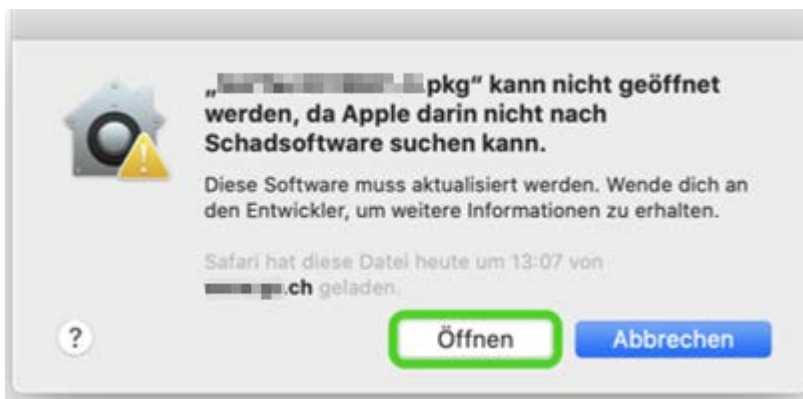 „ .pkg“ kann nicht geöffnet
werden, da Apple darin nicht nach
Schadsoftware suchen kann.
Diese Software muss aktualisiert werden. Wende dich an
den Entwickler, um weitere Informationen zu erhalten.
Safari hat diese Datei heute um 13:07 von
.ch geladen.
?
Öffnen
Abbrechen